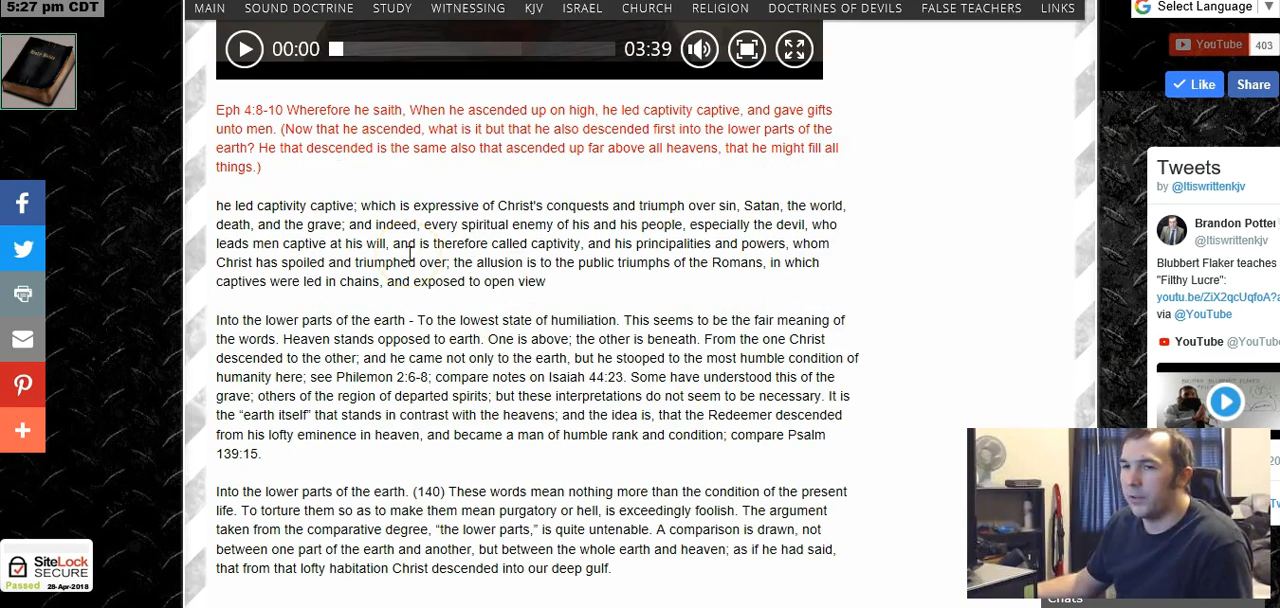 5:27 pm CDT
MAIN SOUND DOCTRINE STUDY WITNESSING KJV ISRAEL CHURCH RELIGION DOCTRINES OF DEVILS FALSE TEACHERS LINKS
Select Language
00:00 03:39
YouTube 403
Like Share
Eph 4:8-10 Wherefore he saith, When he ascended up on high, he led captivity captive, and gave gifts
unto men. (Now that he ascended, what is it but that he also descended first into the lower parts of the
earth? He that descended is the same also that ascended up far above all heavens, that he might fill all
things.)
he led captivity captive; which is expressive of Christ's conquests and triumph over sin, Satan, the world,
death, and the grave; and indeed, every spiritual enemy of his and his people, especially the devil, who
leads men captive at his will, and is therefore called captivity, and his principalities and powers, whom
Christ has spoiled and triumphed over; the allusion is to the public triumphs of the Romans, in which
captives were led in chains, and exposed to open view
Into the lower parts of the earth - To the lowest state of humiliation. This seems to be the fair meaning of
the words. Heaven stands opposed to earth. One is above; the other is beneath. From the one Christ
descended to the other; and he came not only to the earth, but he stooped to the most humble condition of
humanity here; see Philemon 2:6-8; compare notes on Isaiah 44:23. Some have understood this of the
grave; others of the region of departed spirits; but these interpretations do not seem to be necessary. It is
the “earth itself” that stands in contrast with the heavens; and the idea is, that the Redeemer descended
from his lofty eminence in heaven, and became a man of humble rank and condition; compare Psalm
139:15.
Into the lower parts of the earth. (140) These words mean nothing more than the condition of the present
life. To torture them so as to make them mean purgatory or hell, is exceedingly foolish. The argument
taken from the comparative degree, “the lower parts,” is quite untenable. A comparison is drawn, not
between one part of the earth and another, but between the whole earth and heaven; as if he had said,
that from that lofty habitation Christ descended into our deep gulf.
Tweets
by @Itiswrittenkjv
Brandon Potter
@Itiswrittenkj
Blubbert Flaker teaches
"Filthy Lucre";
youtu.be/ZiX2qcUqfoA?a
via @YouTube
YouTube @YouTube
SiteLock
SECURE
Passed 28-Apr-2018
Chats